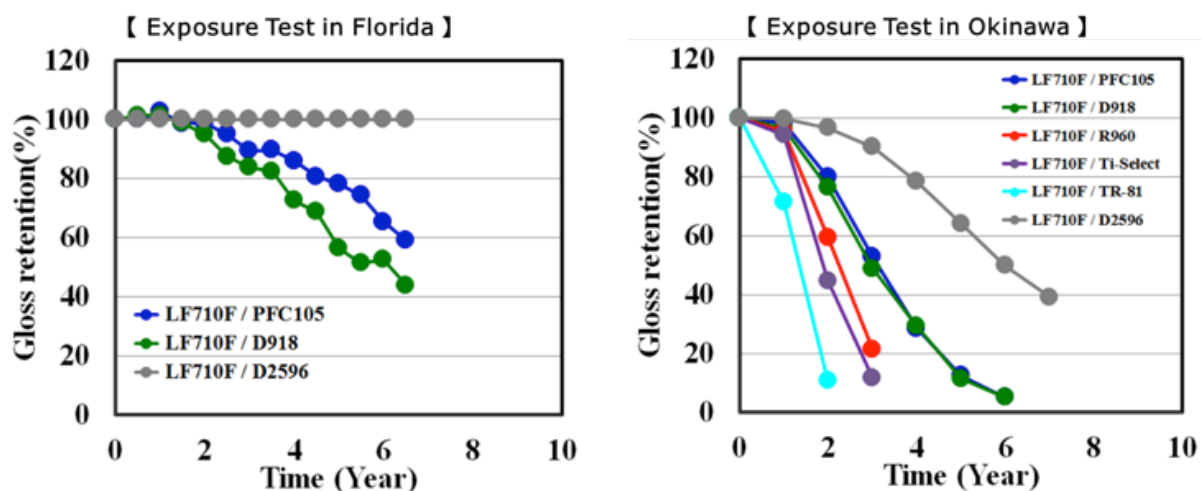 【 Exposure Test in Florida 】
120
100
80
60
40
20
0
Gloss retention(%)
LF710F / PFC105
LF710F / D918
LF710F / D2596
0 2 4 6 8 10
Time (Year)
【 Exposure Test in Okinawa 】
120
100
80
60
40
20
0
Gloss retention(%)
LF710F / PFC105
LF710F / D918
LF710F / R960
LF710F / Ti-Select
LF710F / TR-81
LF710F / D2596
0 2 4 6 8 10
Time (Year)